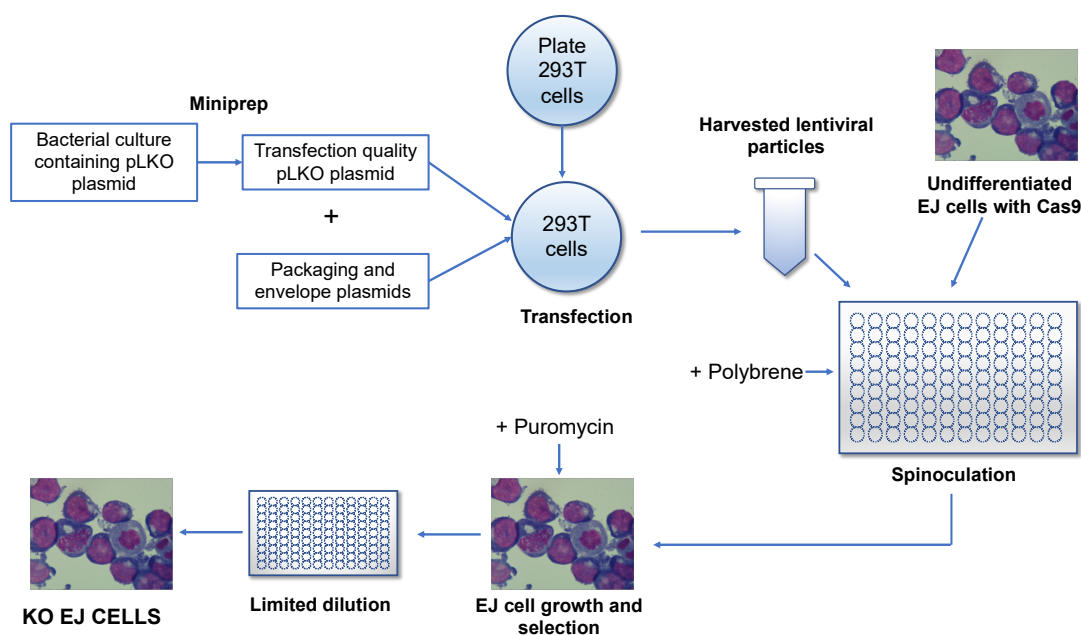 Plate
293T
cells
Miniprep
Bacterial culture
containing pLKO
plasmid
Transfection quality
pLKO plasmid
+
Packaging and
envelope plasmids
293T
cells
Transfection
Harvested lentiviral
particles
Undifferentiated
EJ cells with Cas9
+ Polybrene
Spinoculation
+ Puromycin
EJ cell growth and
selection
Limited dilution
KO EJ CELLS